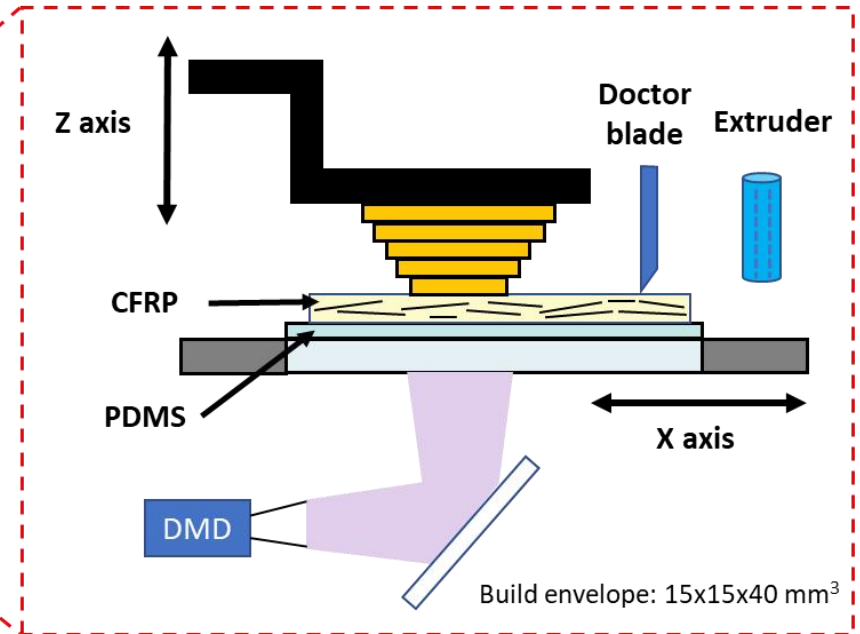 Z axis
Doctor
blade
Extruder
CFRP
PDMS
X axis
DMD
Build envelope: 15x15x40 mm³